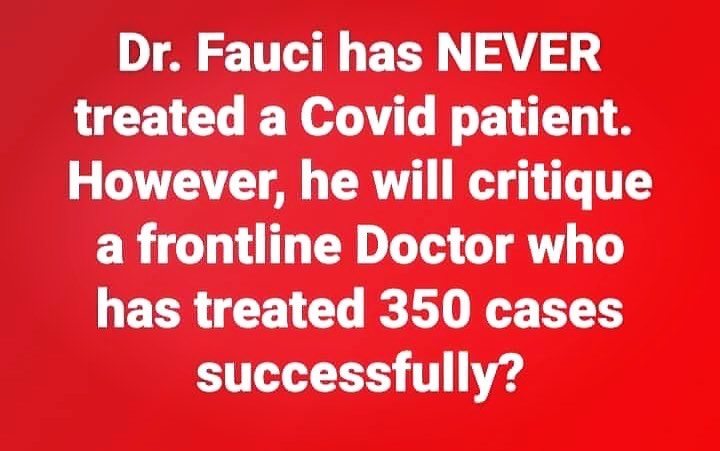 Dr. Fauci has NEVER
treated a Covid patient.
However, he will critique
a frontline Doctor who
has treated 350 cases
successfully?